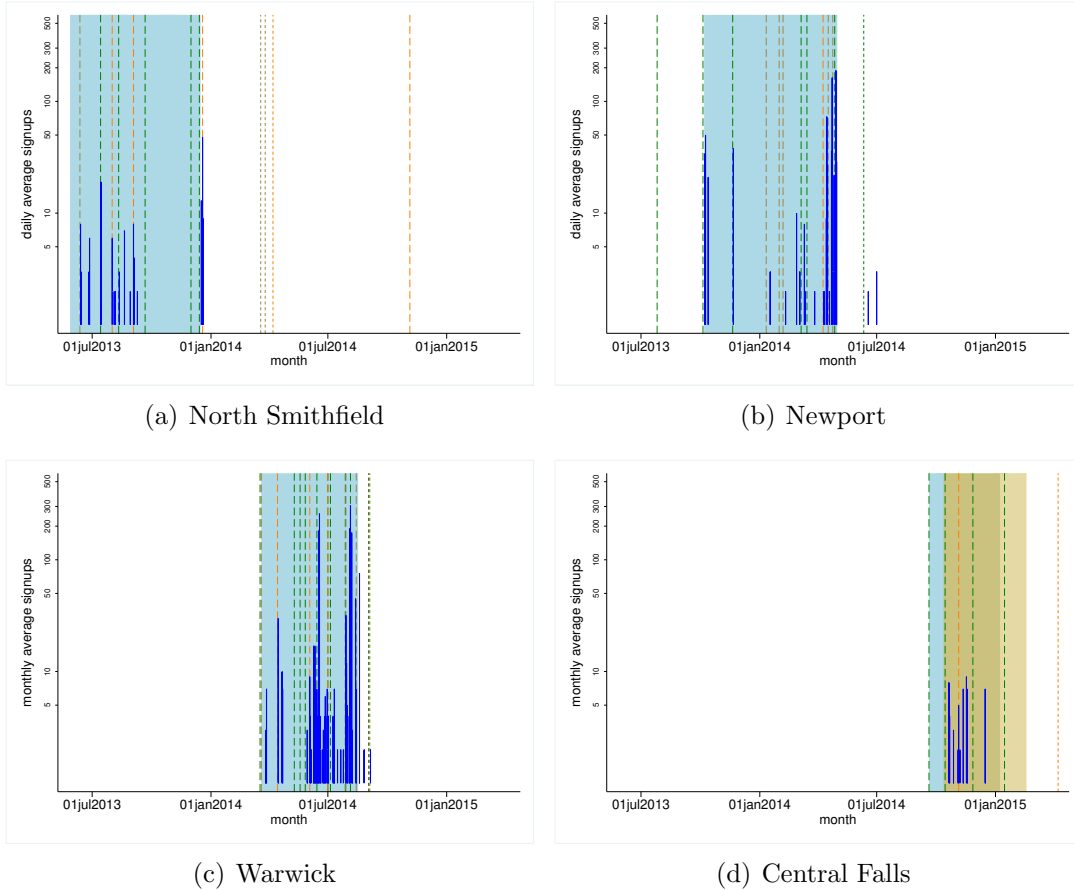 500
300
200
100
50
10
5
daily average signups
01jul2013 01jan2014 01jul2014 01jan2015
month
(a) North Smithfield
500
300
200
100
50
10
5
daily average signups
01jul2013 01jan2014 01jul2014 01jan2015
month
(b) Newport
500
300
200
100
50
10
5
monthly average signups
01jul2013 01jan2014 01jul2014 01jan2015
month
(c) Warwick
500
300
200
100
50
10
5
monthly average signups
01jul2013 01jan2014 01jul2014 01jan2015
month
(d) Central Falls